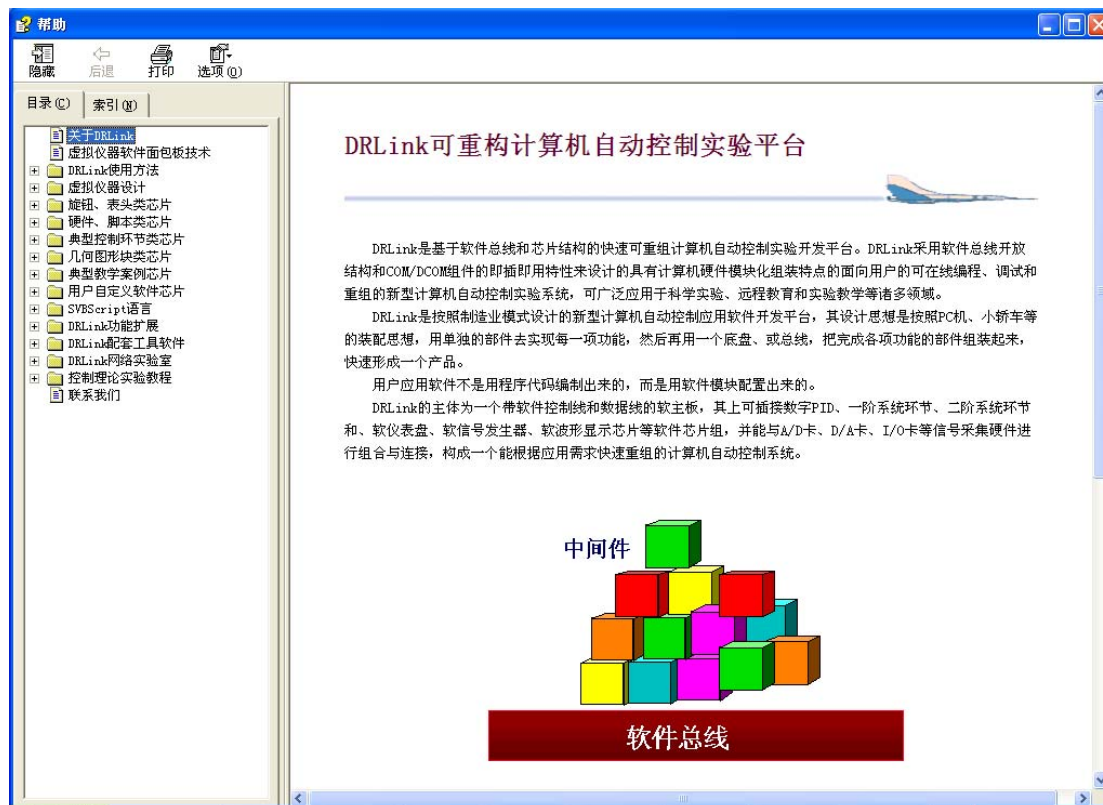 帮助
隐藏 后退 打印 选项(O)
目录(C) 索引(N)
关于DRLink
虚拟仪器软件面包板技术
DRLink使用方法
虚拟仪器设计
旋钮、表头类芯片
硬件、脚本类芯片
典型控制环节类芯片
几何图形块类芯片
典型教学案例芯片
用户自定义软件芯片
SVBScript语言
DRLink功能扩展
DRLink配套工具软件
DRLink网络实验室
控制理论实验教程
联系我们
DRLink可重构计算机自动控制实验平台
DRLink是基于软件总线和芯片结构的快速可重组计算机自动控制实验开发平台。DRLink采用软件总线开放
结构和COM/DCOM组件的即插即用特性来设计的具有计算机硬件模块化组装特点的面向用户的可在线编程、调试和
重组的新型计算机自动控制实验系统，可广泛应用于科学实验、远程教育和实验教学等诸多领域。
DRLink是按照制造业模式设计的新型计算机自动控制应用软件开发平台，其设计思想是按照PC机、小轿车等
的装配思想，用单独的部件去实现每一项功能，然后再用一个底盘、或总线，把完成各项功能的部件组装起来，
快速形成一个产品。
用户应用软件不是用程序代码编制出来的，而是用软件模块配置出来的。
DRLink的主体为一个带软件控制线和数据线的软主板，其上可插接数字PID、一阶系统环节、二阶系统环节
和、软仪表盘、软信号发生器、软波形显示芯片等软件芯片组，并能与A/D卡、D/A卡、I/O卡等信号采集硬件进
行组合与连接，构成一个能根据应用需求快速重组的计算机自动控制系统。
中间件
软件总线